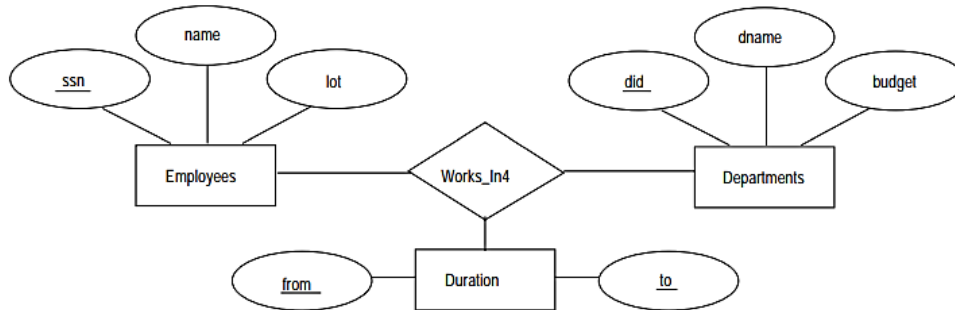 name
ssn
lot
dname
did
budget
Employees
Works_In4
Departments
from
Duration
to